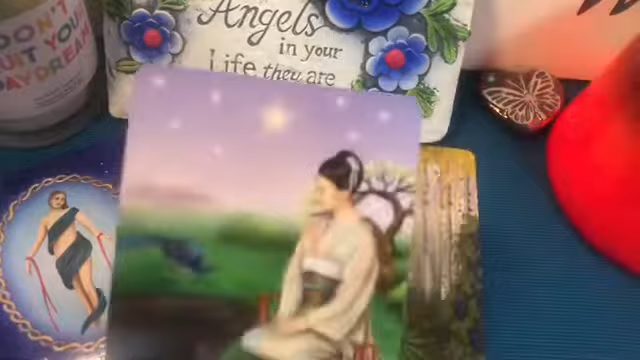 DON'T
QUIT YOUR
DAYDREAM
Angels
in your
Life they are